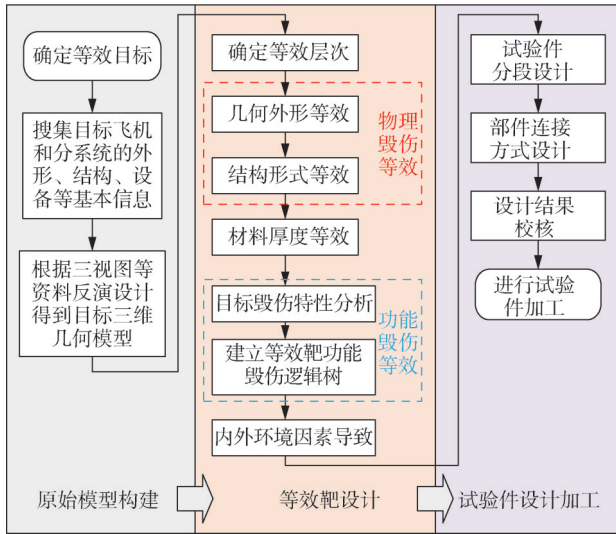 确定等效目标
搜集目标飞机
和分系统的外
形、结构、设
备等基本信息
根据三视图等
资料反演设计
得到目标三维
几何模型
原始模型构建
确定等效层次
几何外形等效
结构形式等效
物理
毁伤
等效
材料厚度等效
目标毁伤特性分析
建立等效靶功能
毁伤逻辑树
功能
毁伤
等效
内外环境因素导致
等效靶设计
试验件
分段设计
部件连接
方式设计
设计结果
校核
进行试验
件加工
试验件设计加工